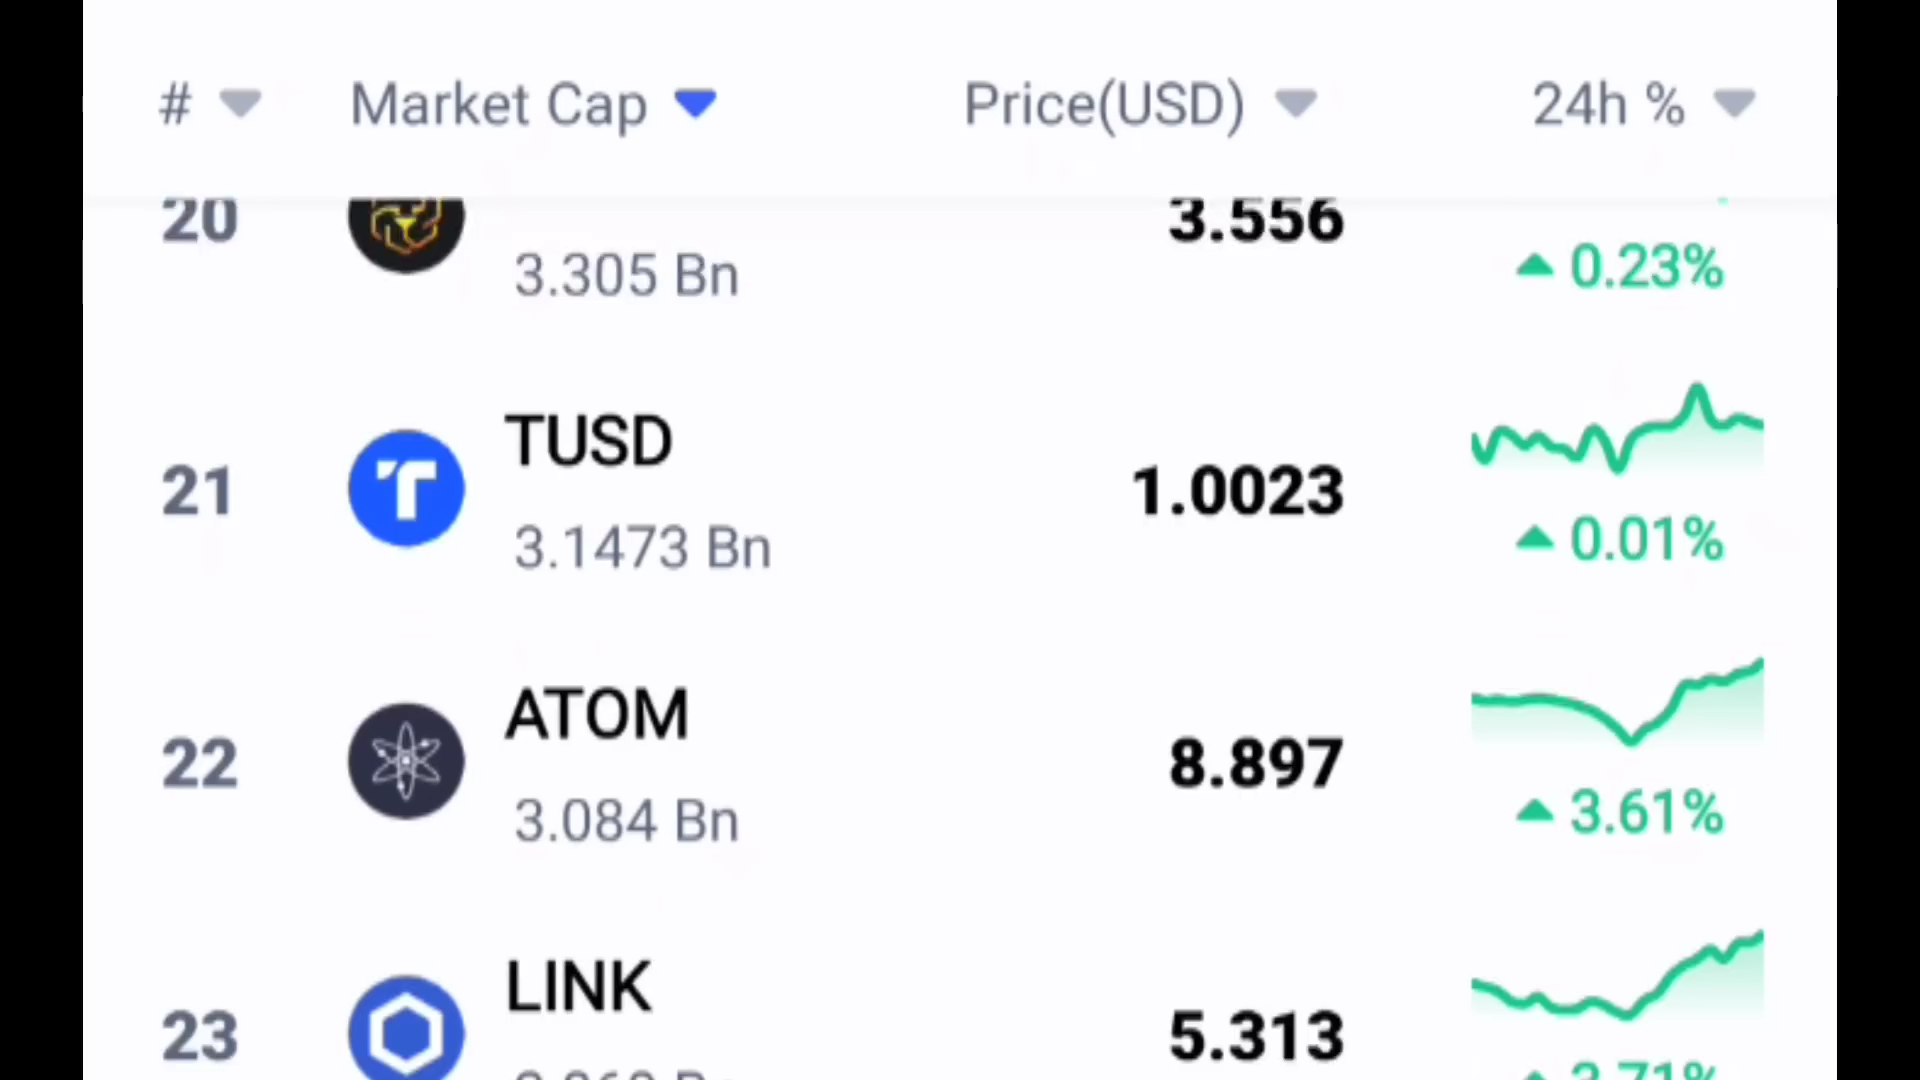 # Market Cap Price(USD) 24h %
20 3.556
3.305 Bn 0.23%
TUSD
21 1.0023
3.1473 Bn 0.01%
ATOM
22 8.897
3.084 Bn 3.61%
LINK
23 5.313